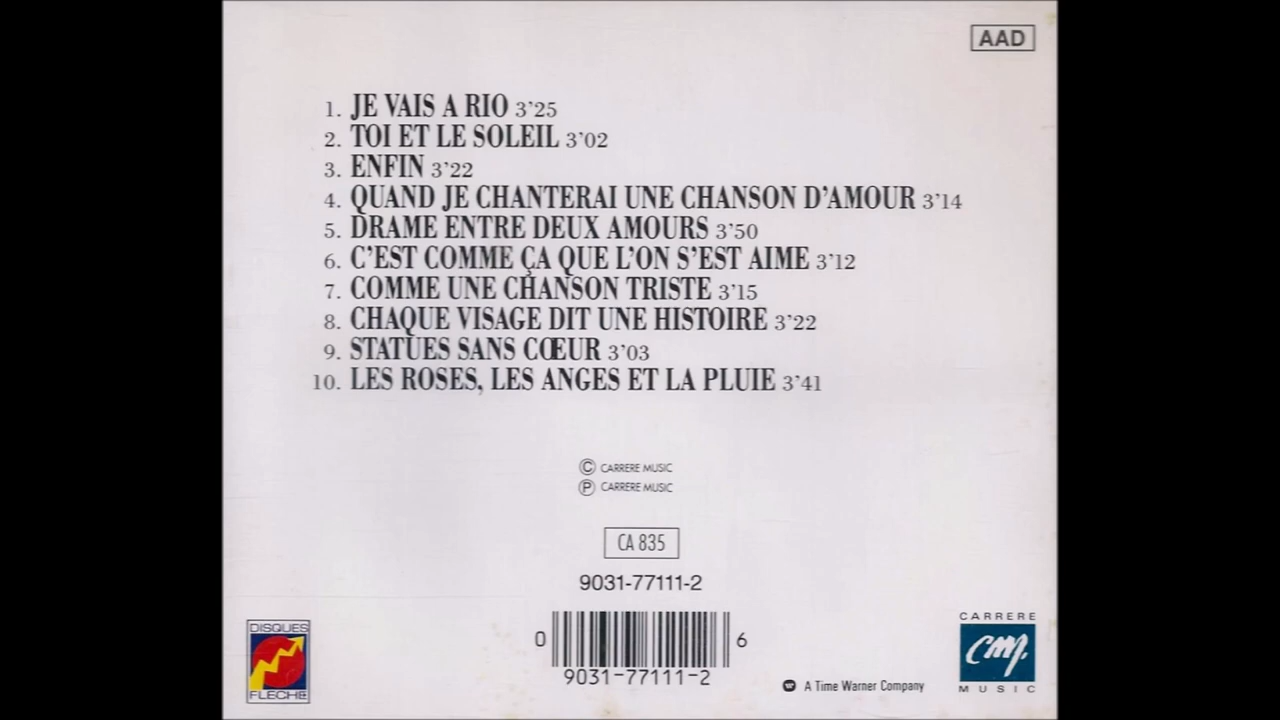 AAD
1. JE VAIS A RIO 3'25
2. TOI ET LE SOLEIL 3'02
3. ENFIN 3'22
4. QUAND JE CHANTERAI UNE CHANSON D'AMOUR 3'14
5. DRAME ENTRE DEUX AMOURS 3'50
6. C'EST COMME ÇA QUE L'ON S'EST AIME 3'12
7. COMME UNE CHANSON TRISTE 3'15
8. CHAQUE VISAGE DIT UNE HISTOIRE 3'22
9. STATUES SANS CŒUR 3'03
10. LES ROSES, LES ANGES ET LA PLUIE 3'41
© CARRERE MUSIC
℗ CARRERE MUSIC
CA 835
9031-77111-2
0 6
9031-77111-2
DISQUES
FLECHE
A Time Warner Company
CARRERE
CM.
MUSIC